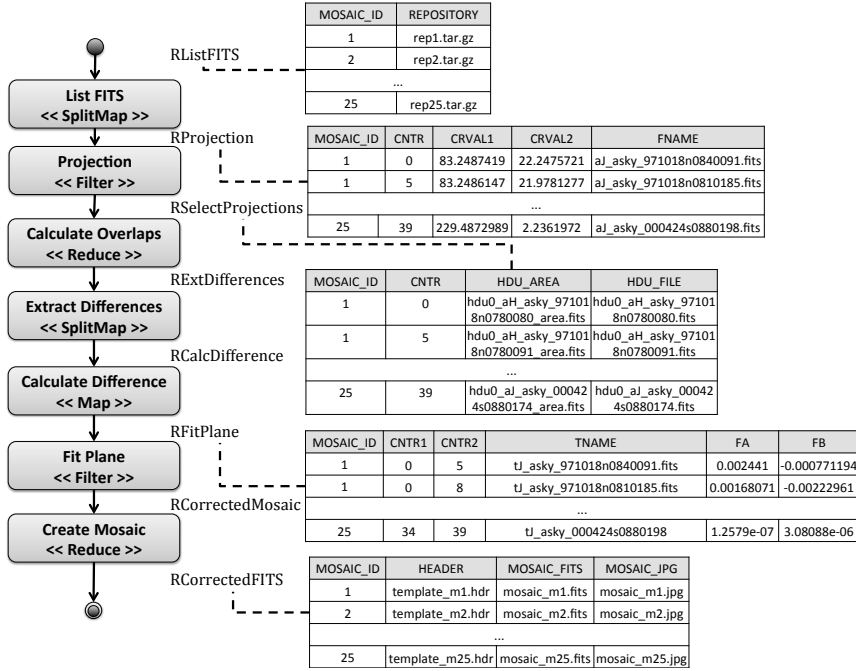 List FITS
<< SplitMap >>
Projection
<< Filter >>
Calculate Overlaps
<< Reduce >>
Extract Differences
<< SplitMap >>
Calculate Difference
<< Map >>
Fit Plane
<< Filter >>
Create Mosaic
<< Reduce >>
RListFITS
MOSAIC_ID REPOSITORY
1 rep1.tar.gz
2 rep2.tar.gz
...
25 rep25.tar.gz
RProjection
MOSAIC_ID CNTR CRVAL1 CRVAL2 FNAME
1 0 83.2487419 22.2475721 aJ_asky_971018n0840091.fits
1 5 83.2486147 21.9781277 aJ_asky_971018n0810185.fits
...
25 39 229.4872989 2.2361972 aJ_asky_000424s0880198.fits
RSelectProjections
RExtDifferences
MOSAIC_ID CNTR HDU_AREA HDU_FILE
1 0 hdu0_aH_asky_97101 hdu0_aH_asky_97101
8n0780080_area.fits 8n0780080.fits
1 5 hdu0_aH_asky_97101 hdu0_aH_asky_97101
8n0780091_area.fits 8n0780091.fits
...
25 39 hdu0_aJ_asky_00042 hdu0_aJ_asky_00042
4s0880174_area.fits 4s0880174.fits
RCalcDifference
RFitPlane
MOSAIC_ID CNTR1 CNTR2 TNAME FA FB
1 0 5 tJ_asky_971018n0840091.fits 0.002441 -0.000771194
1 0 8 tJ_asky_971018n0810185.fits 0.00168071 -0.00222961
...
25 34 39 tJ_asky_000424s0880198 1.2579e-07 3.08088e-06
RCorrectedMosaic
RCorrectedFITS
MOSAIC_ID HEADER MOSAIC_FITS MOSAIC_JPG
1 template_m1.hdr mosaic_m1.fits mosaic_m1.jpg
2 template_m2.hdr mosaic_m2.fits mosaic_m2.jpg
...
25 template_m25.hdr mosaic_m25.fits mosaic_m25.jpg